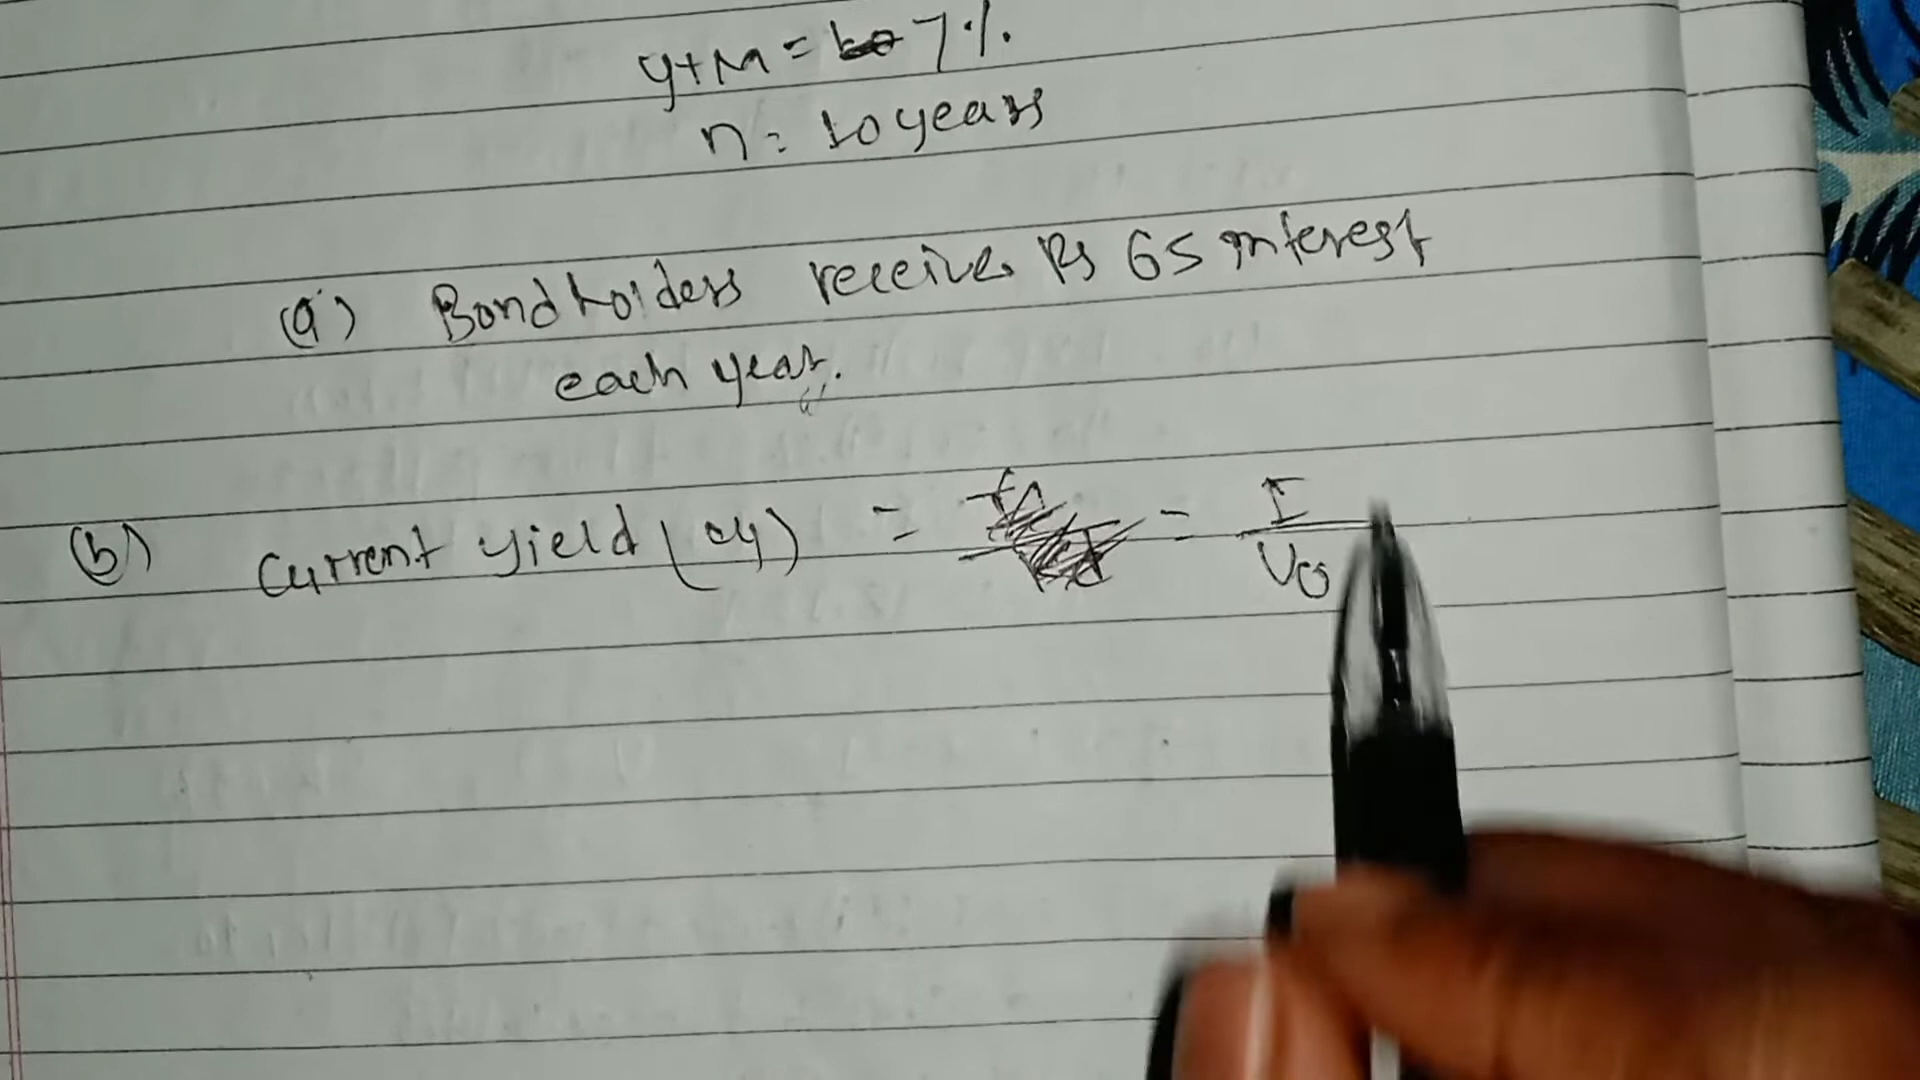 YTM = 7%.
n = 10 years
(a) Bondholders receive Rs 65 interest
each year.
(b) Current yield (cy) = = I
V0